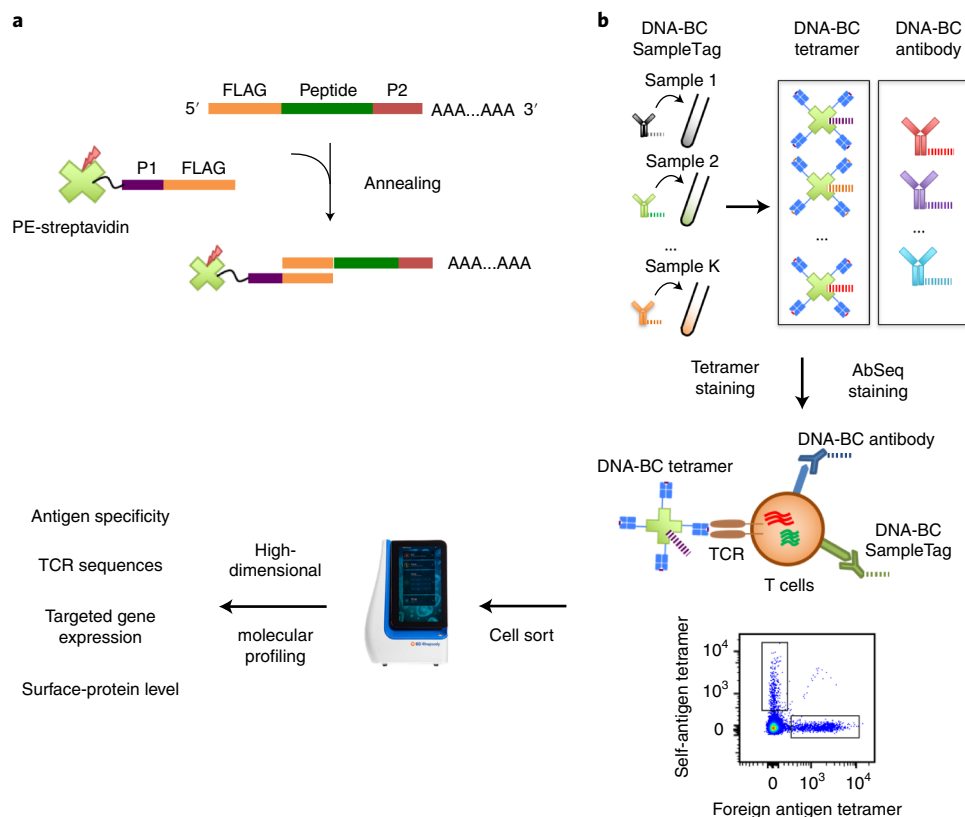 a
FLAG Peptide P2
5′ AAA...AAA 3′
P1 FLAG
Annealing
PE-streptavidin
AAA...AAA
b
DNA-BC
SampleTag
DNA-BC
tetramer
DNA-BC
antibody
Sample 1
Sample 2
...
Sample K
...
...
Tetramer
staining
AbSeq
staining
DNA-BC antibody
DNA-BC tetramer
TCR
T cells
DNA-BC
SampleTag
Cell sort
BD Rhapsody
High-
dimensional
molecular
profiling
Antigen specificity
TCR sequences
Targeted gene
expression
Surface-protein level
Self-antigen tetramer
10⁴
10³
0
0 10³ 10⁴
Foreign antigen tetramer